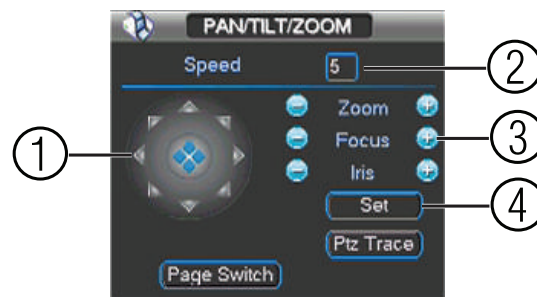 PAN/TILT/ZOOM
Speed 5 2
Zoom
1 Focus 3
Iris
Set 4
Ptz Trace
Page Switch